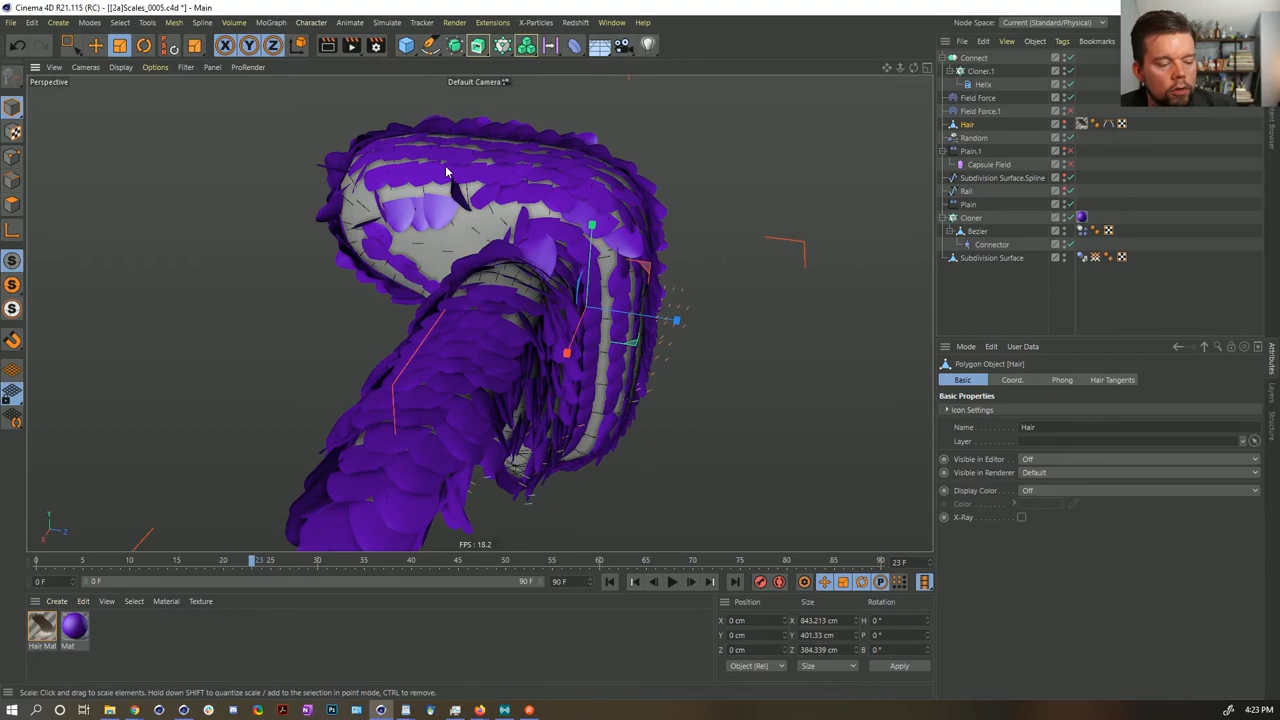 Cinema 4D R21.115 (RC) - [[2a]Scales_0005.c4d *] - Main
File Edit Create Modes Select Tools Mesh Spline Volume MoGraph Character Animate Simulate Tracker Render Extensions X-Particles Redshift Window Help
Node Space: Current (Standard/Physical)
X Y Z
File Edit View Object Tags Bookmarks
View Cameras Display Options Filter Panel ProRender
Perspective
Default Camera
Connect
Cloner.1
Helix
Field Force
Field Force.1
Hair
Random
Plain.1
Capsule Field
Subdivision Surface.Spline
Rail
Plain
Cloner
Bezier
Connector
Subdivision Surface
Content Browser
Mode Edit User Data
Polygon Object [Hair]
Basic Coord. Phong Hair Tangents
Basic Properties
Icon Settings
Name Hair
Layer
Visible in Editor Off
Visible in Renderer Default
Display Color Off
Color
X-Ray
Attributes
Layers
Structure
Y
Z
X
FPS : 18.2
0 5 10 15 20 23 25 30 35 40 45 50 55 60 65 70 75 80 85 90
23 F
0 F 0 F 90 F 90 F
Create Edit View Select Material Texture
Hair Mat
Mat
Position Size Rotation
X 0 cm X 843.213 cm H 0 °
Y 0 cm Y 401.33 cm P 0 °
Z 0 cm Z 384.339 cm B 0 °
Object (Rel) Size Apply
Scale: Click and drag to scale elements. Hold down SHIFT to quantize scale / add to the selection in point mode, CTRL to remove.
4:23 PM